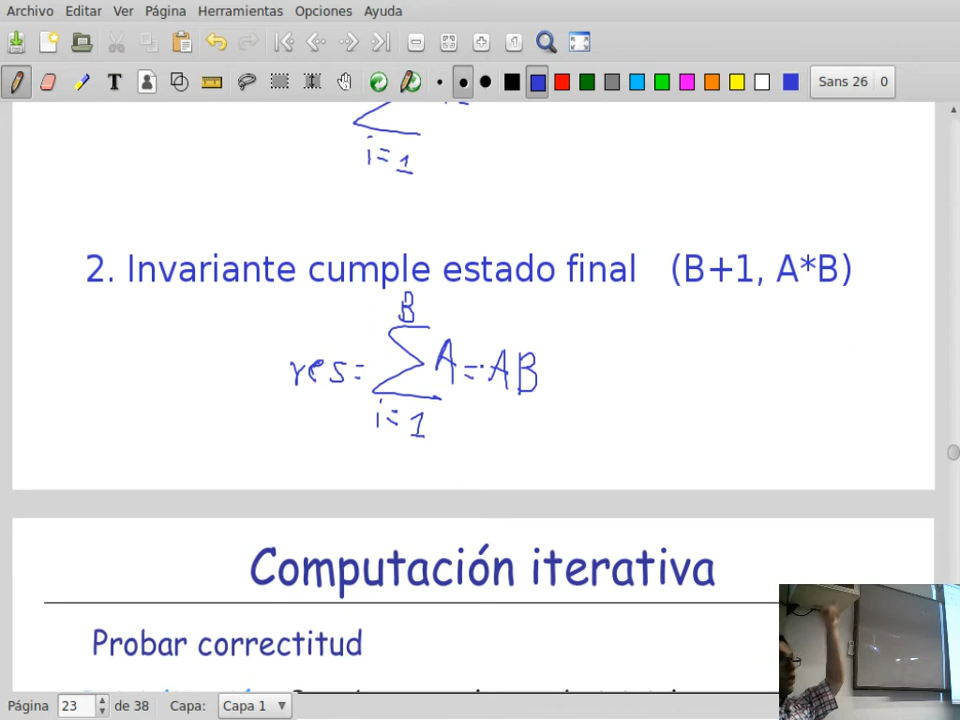 Archivo Editar Ver Página Herramientas Opciones Ayuda
Sans 26 0
i=1
2. Invariante cumple estado final (B+1, A*B)
B
res= ∑ A = AB
i=1
Computación iterativa
Probar correctitud
Página 23 de 38 Capa: Capa 1